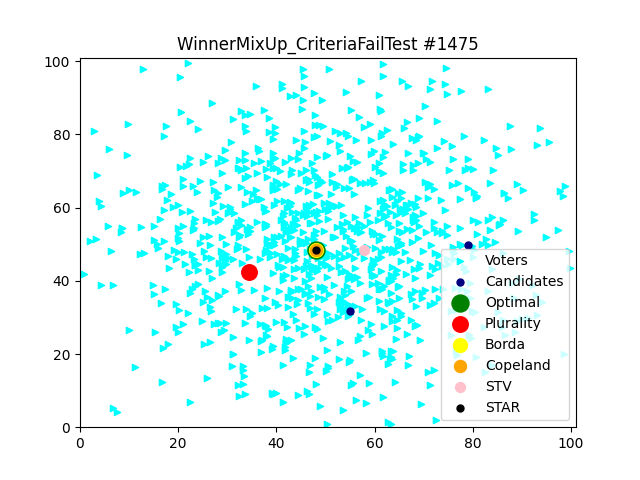 WinnerMixUp_CriteriaFailTest #1475
100
80
60
40
20
0
0 20 40 60 80 100
Voters
Candidates
Optimal
Plurality
Borda
Copeland
STV
STAR